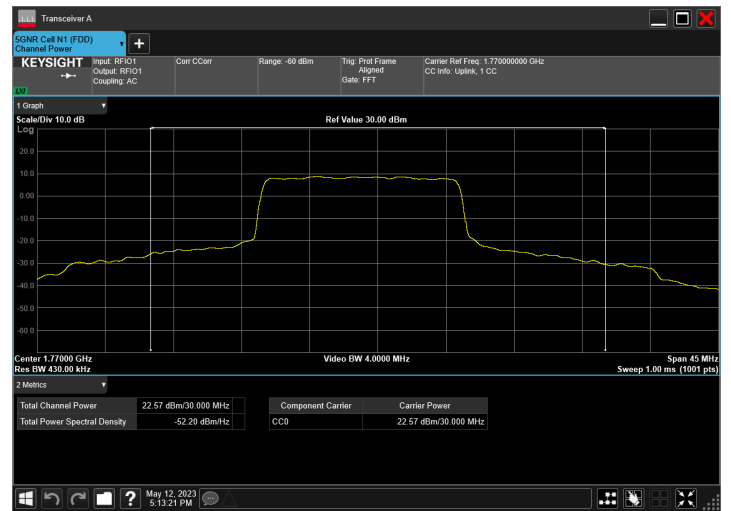 Transceiver A
5GNR Cell N1 (FDD)
Channel Power
KEYSIGHT
Input: RFIO1
Output: RFIO1
Coupling: AC
Corr CCorr
Range: -60 dBm
Trig: Prot Frame
Aligned
Gate: FFT
Carrier Ref Freq: 1.770000000 GHz
CC Info: Uplink, 1 CC
LXI
1 Graph
Scale/Div 10.0 dB
Ref Value 30.00 dBm
Log
20.0
10.0
0.00
-10.0
-20.0
-30.0
-40.0
-50.0
-60.0
Center 1.77000 GHz
Video BW 4.0000 MHz
Span 45 MHz
Res BW 430.00 kHz
Sweep 1.00 ms (1001 pts)
2 Metrics
Total Channel Power 22.57 dBm/30.000 MHz
Total Power Spectral Density -52.20 dBm/Hz
Component Carrier Carrier Power
CC0 22.57 dBm/30.000 MHz
May 12, 2023
5:13:21 PM